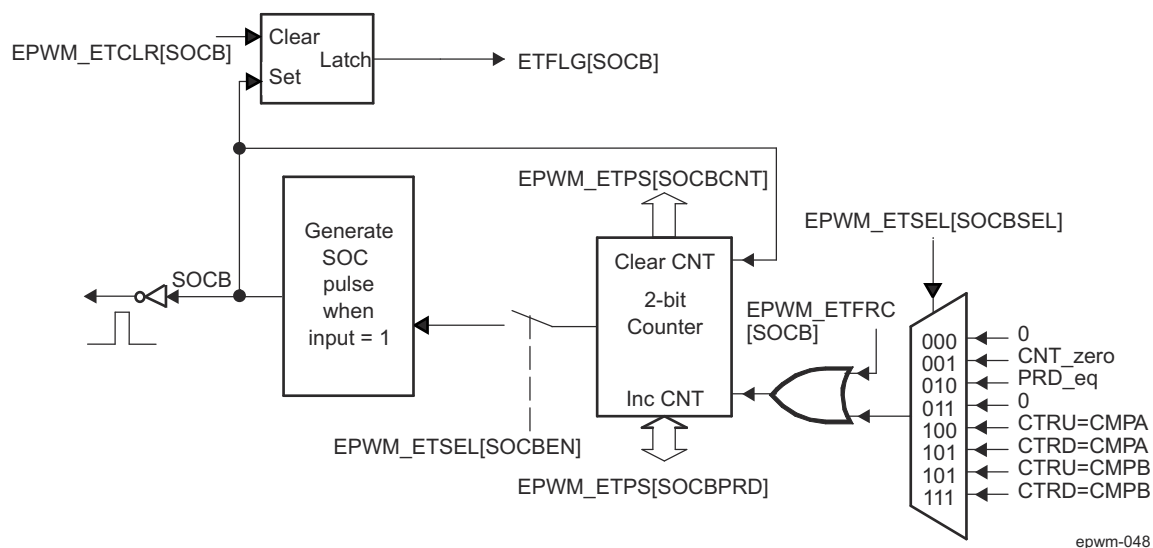 EPWM_ETCLR[SOCB]
Clear
Latch
Set
ETFLG[SOCB]
EPWM_ETPS[SOCBCNT]
EPWM_ETSEL[SOCBSEL]
Generate
SOC
pulse
when
input = 1
SOCB
Clear CNT
2-bit
Counter
Inc CNT
EPWM_ETFRC
[SOCB]
000
001
010
011
100
101
101
111
0
CNT_zero
PRD_eq
0
CTRU=CMPA
CTRD=CMPA
CTRU=CMPB
CTRD=CMPB
EPWM_ETSEL[SOCBEN]
EPWM_ETPS[SOCBPRD]
epwm-048